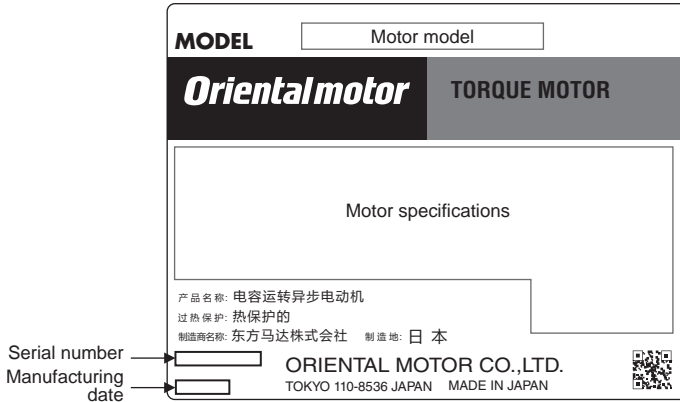 MODEL Motor model
Orientalmotor TORQUE MOTOR
Motor specifications
产品名称: 电容运转异步电动机
过热保护: 热保护的
制造商名称: 东方马达株式会社 制造地: 日 本
Serial number
ORIENTAL MOTOR CO.,LTD.
Manufacturing
date
TOKYO 110-8536 JAPAN MADE IN JAPAN